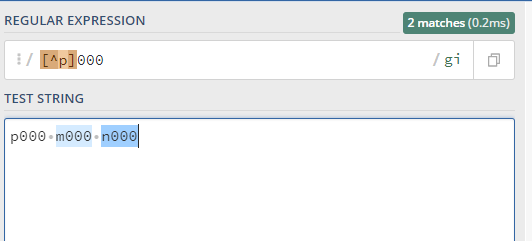 REGULAR EXPRESSION
2 matches (0.2ms)
/ [^p]000 / gi
TEST STRING
p000·m000·n000